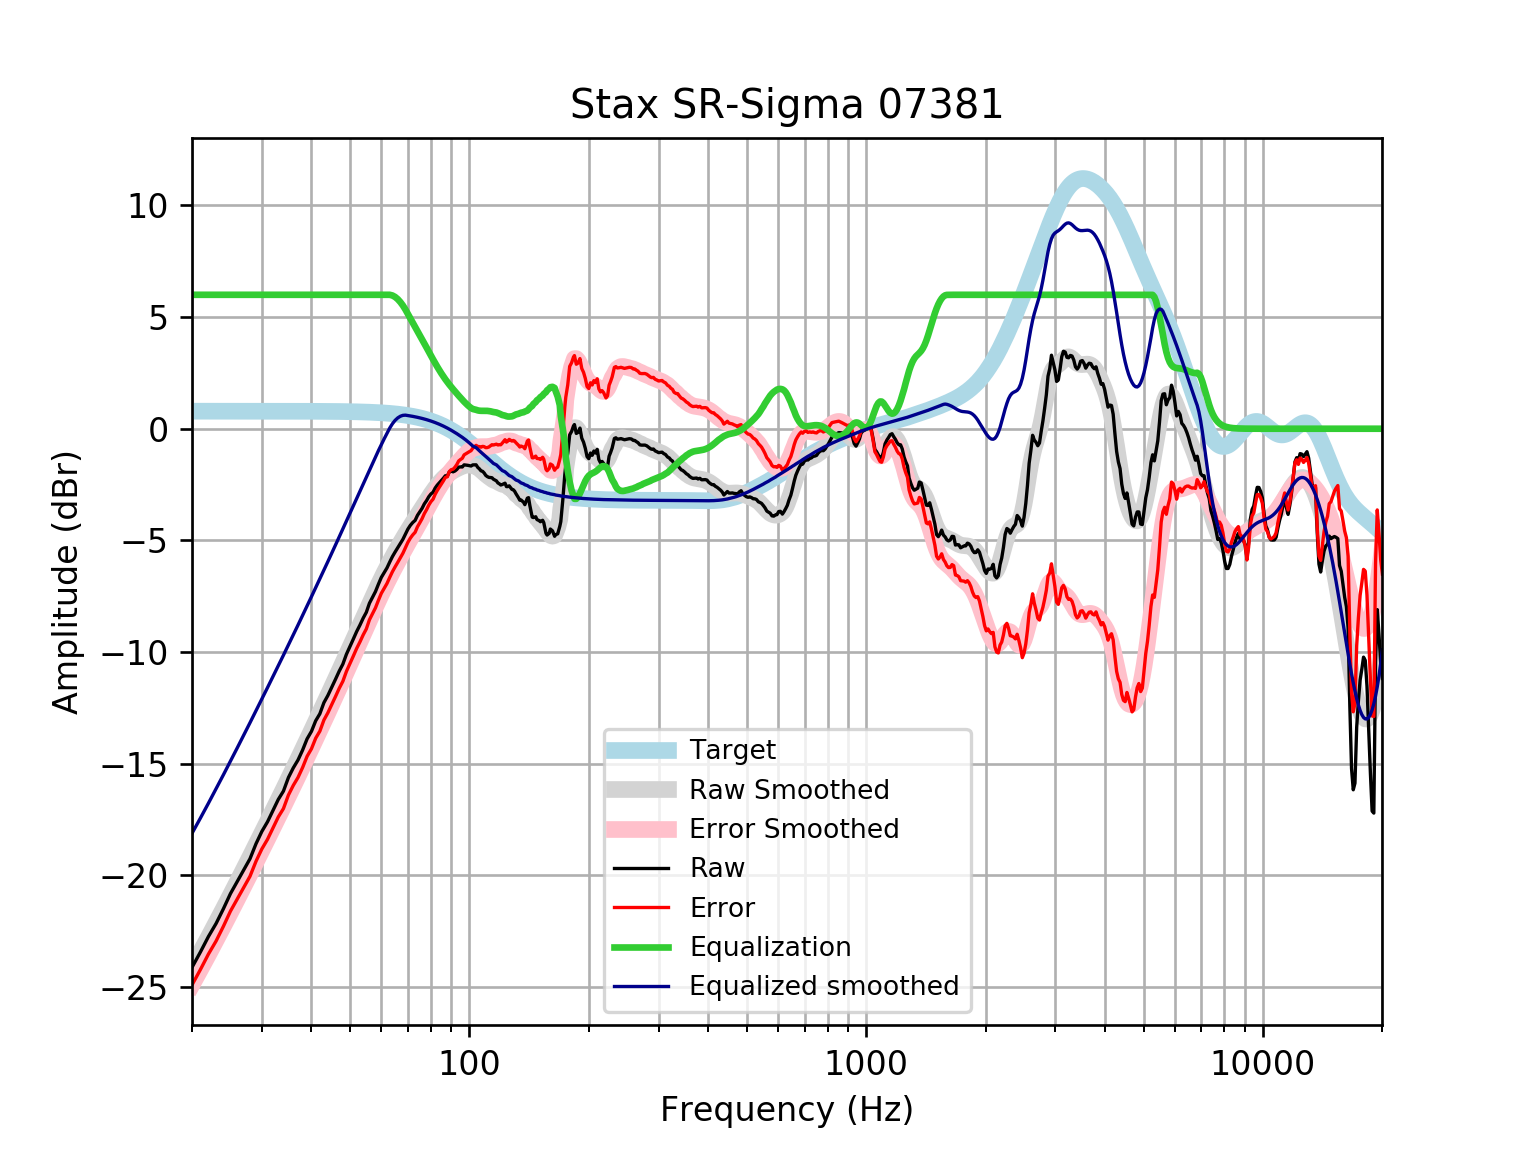 Stax SR-Sigma 07381
Amplitude (dBr)
10
5
0
−5
−10
−15
−20
−25
Target
Raw Smoothed
Error Smoothed
Raw
Error
Equalization
Equalized smoothed
100 1000 10000
Frequency (Hz)